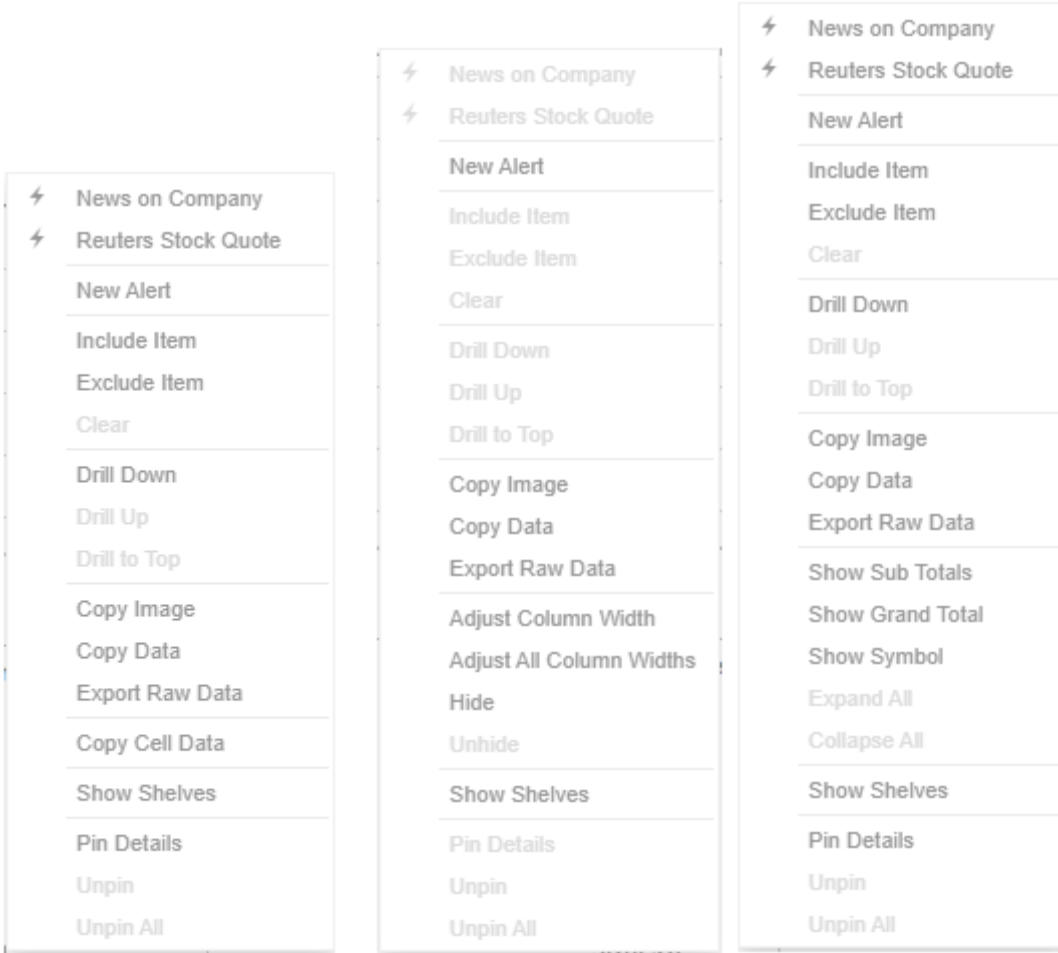 News on Company
Reuters Stock Quote
New Alert
Include Item
Exclude Item
Clear
Drill Down
Drill Up
Drill to Top
Copy Image
Copy Data
Export Raw Data
Copy Cell Data
Show Shelves
Pin Details
Unpin
Unpin All
News on Company
Reuters Stock Quote
New Alert
Include Item
Exclude Item
Clear
Drill Down
Drill Up
Drill to Top
Copy Image
Copy Data
Export Raw Data
Adjust Column Width
Adjust All Column Widths
Hide
Unhide
Show Shelves
Pin Details
Unpin
Unpin All
News on Company
Reuters Stock Quote
New Alert
Include Item
Exclude Item
Clear
Drill Down
Drill Up
Drill to Top
Copy Image
Copy Data
Export Raw Data
Show Sub Totals
Show Grand Total
Show Symbol
Expand All
Collapse All
Show Shelves
Pin Details
Unpin
Unpin All